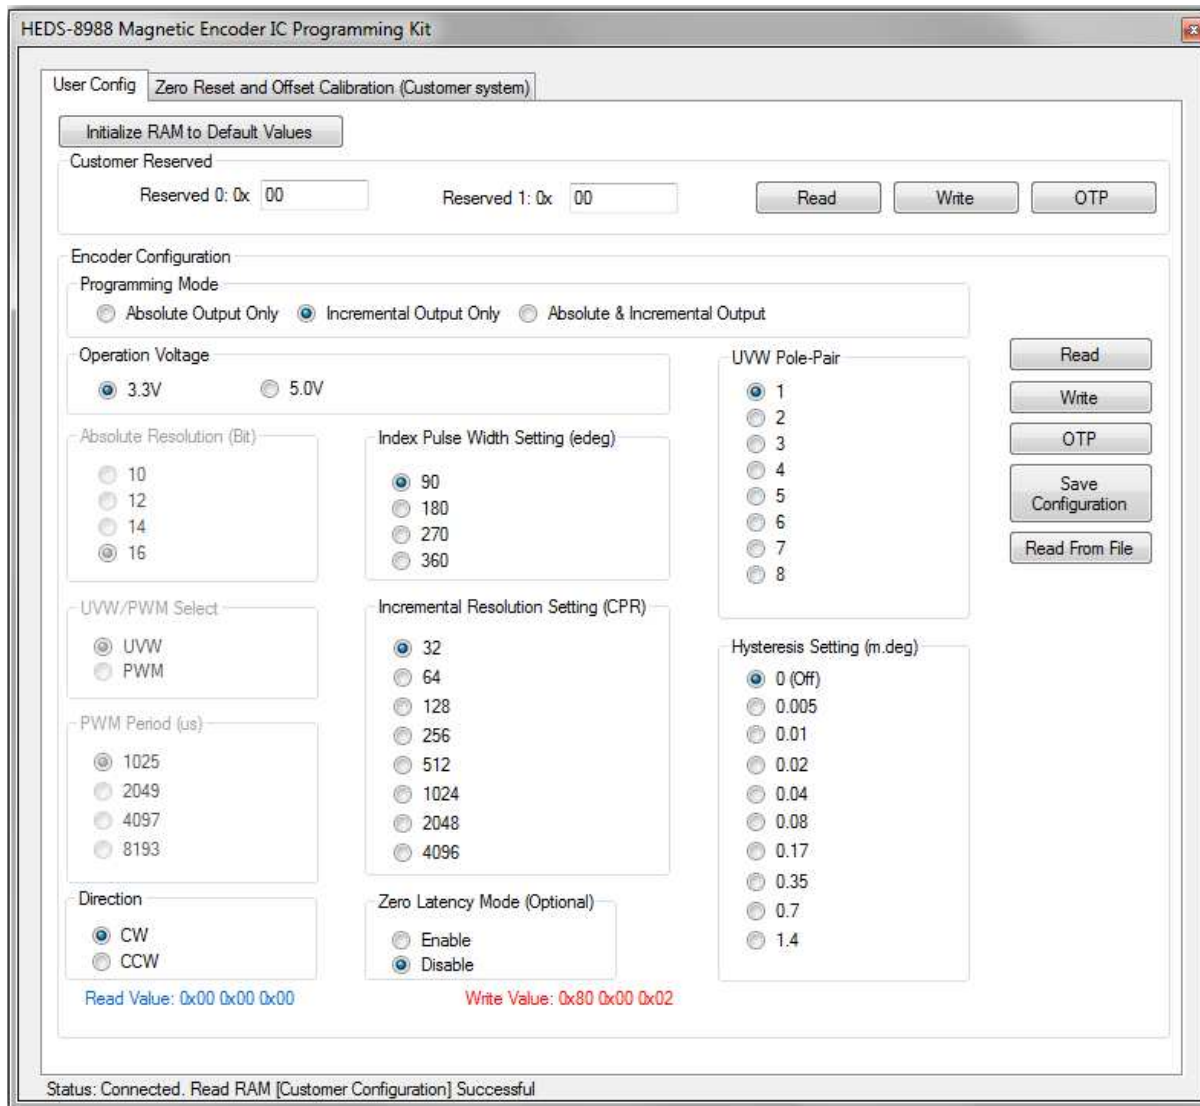 HEDS-8988 Magnetic Encoder IC Programming Kit
x
User Config
Zero Reset and Offset Calibration (Customer system)
Initialize RAM to Default Values
Customer Reserved
Reserved 0: 0x 00
Reserved 1: 0x 00
Read
Write
OTP
Encoder Configuration
Programming Mode
Absolute Output Only
Incremental Output Only
Absolute & Incremental Output
Operation Voltage
3.3V
5.0V
Absolute Resolution (Bit)
10
12
14
16
UVW/PWM Select
UVW
PWM
PWM Period (us)
1025
2049
4097
8193
Direction
CW
CCW
Index Pulse Width Setting (edeg)
90
180
270
360
Incremental Resolution Setting (CPR)
32
64
128
256
512
1024
2048
4096
Zero Latency Mode (Optional)
Enable
Disable
UVW Pole-Pair
1
2
3
4
5
6
7
8
Hysteresis Setting (m.deg)
0 (Off)
0.005
0.01
0.02
0.04
0.08
0.17
0.35
0.7
1.4
Read
Write
OTP
Save
Configuration
Read From File
Read Value: 0x00 0x00 0x00
Write Value: 0x80 0x00 0x02
Status: Connected. Read RAM [Customer Configuration] Successful